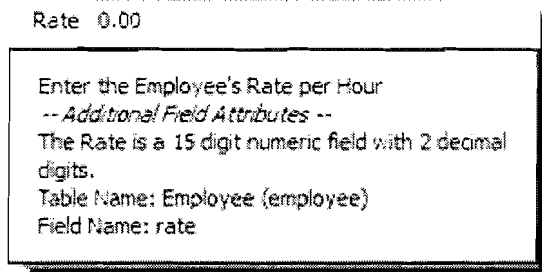 Rate 0.00
Enter the Employee's Rate per Hour
-- Additional Field Attributes --
The Rate is a 15 digit numeric field with 2 decimal
digits.
Table Name: Employee (employee)
Field Name: rate